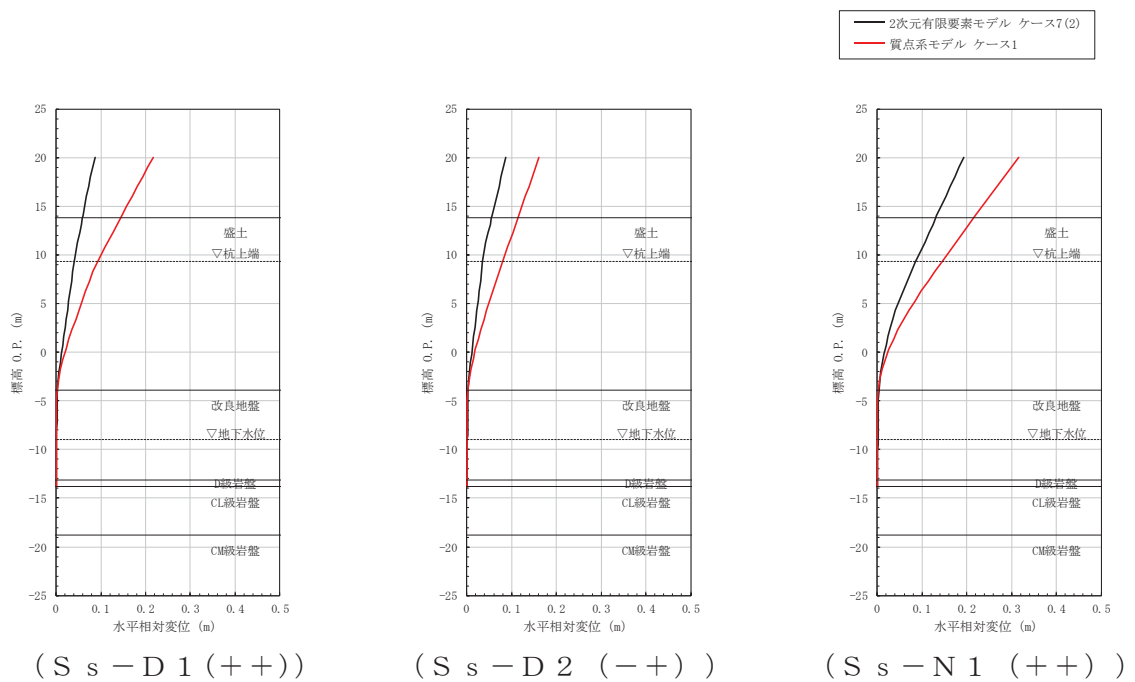 2次元有限要素モデル ケース7(2)
質点系モデル ケース1
25
20
15
10
5
0
-5
-10
-15
-20
-25
標高 O.P. (m)
盛土
▽杭上端
改良地盤
▽地下水位
D級岩盤
CL級岩盤
CM級岩盤
0 0.1 0.2 0.3 0.4 0.5
水平相対変位 (m)
(Ss-D1(++))
25
20
15
10
5
0
-5
-10
-15
-20
-25
標高 O.P. (m)
盛土
▽杭上端
改良地盤
▽地下水位
D級岩盤
CL級岩盤
CM級岩盤
0 0.1 0.2 0.3 0.4 0.5
水平相対変位 (m)
(Ss-D2 (-+) )
25
20
15
10
5
0
-5
-10
-15
-20
-25
標高 O.P. (m)
盛土
▽杭上端
改良地盤
▽地下水位
D級岩盤
CL級岩盤
CM級岩盤
0 0.1 0.2 0.3 0.4 0.5
水平相対変位 (m)
(Ss-N1 (++) )